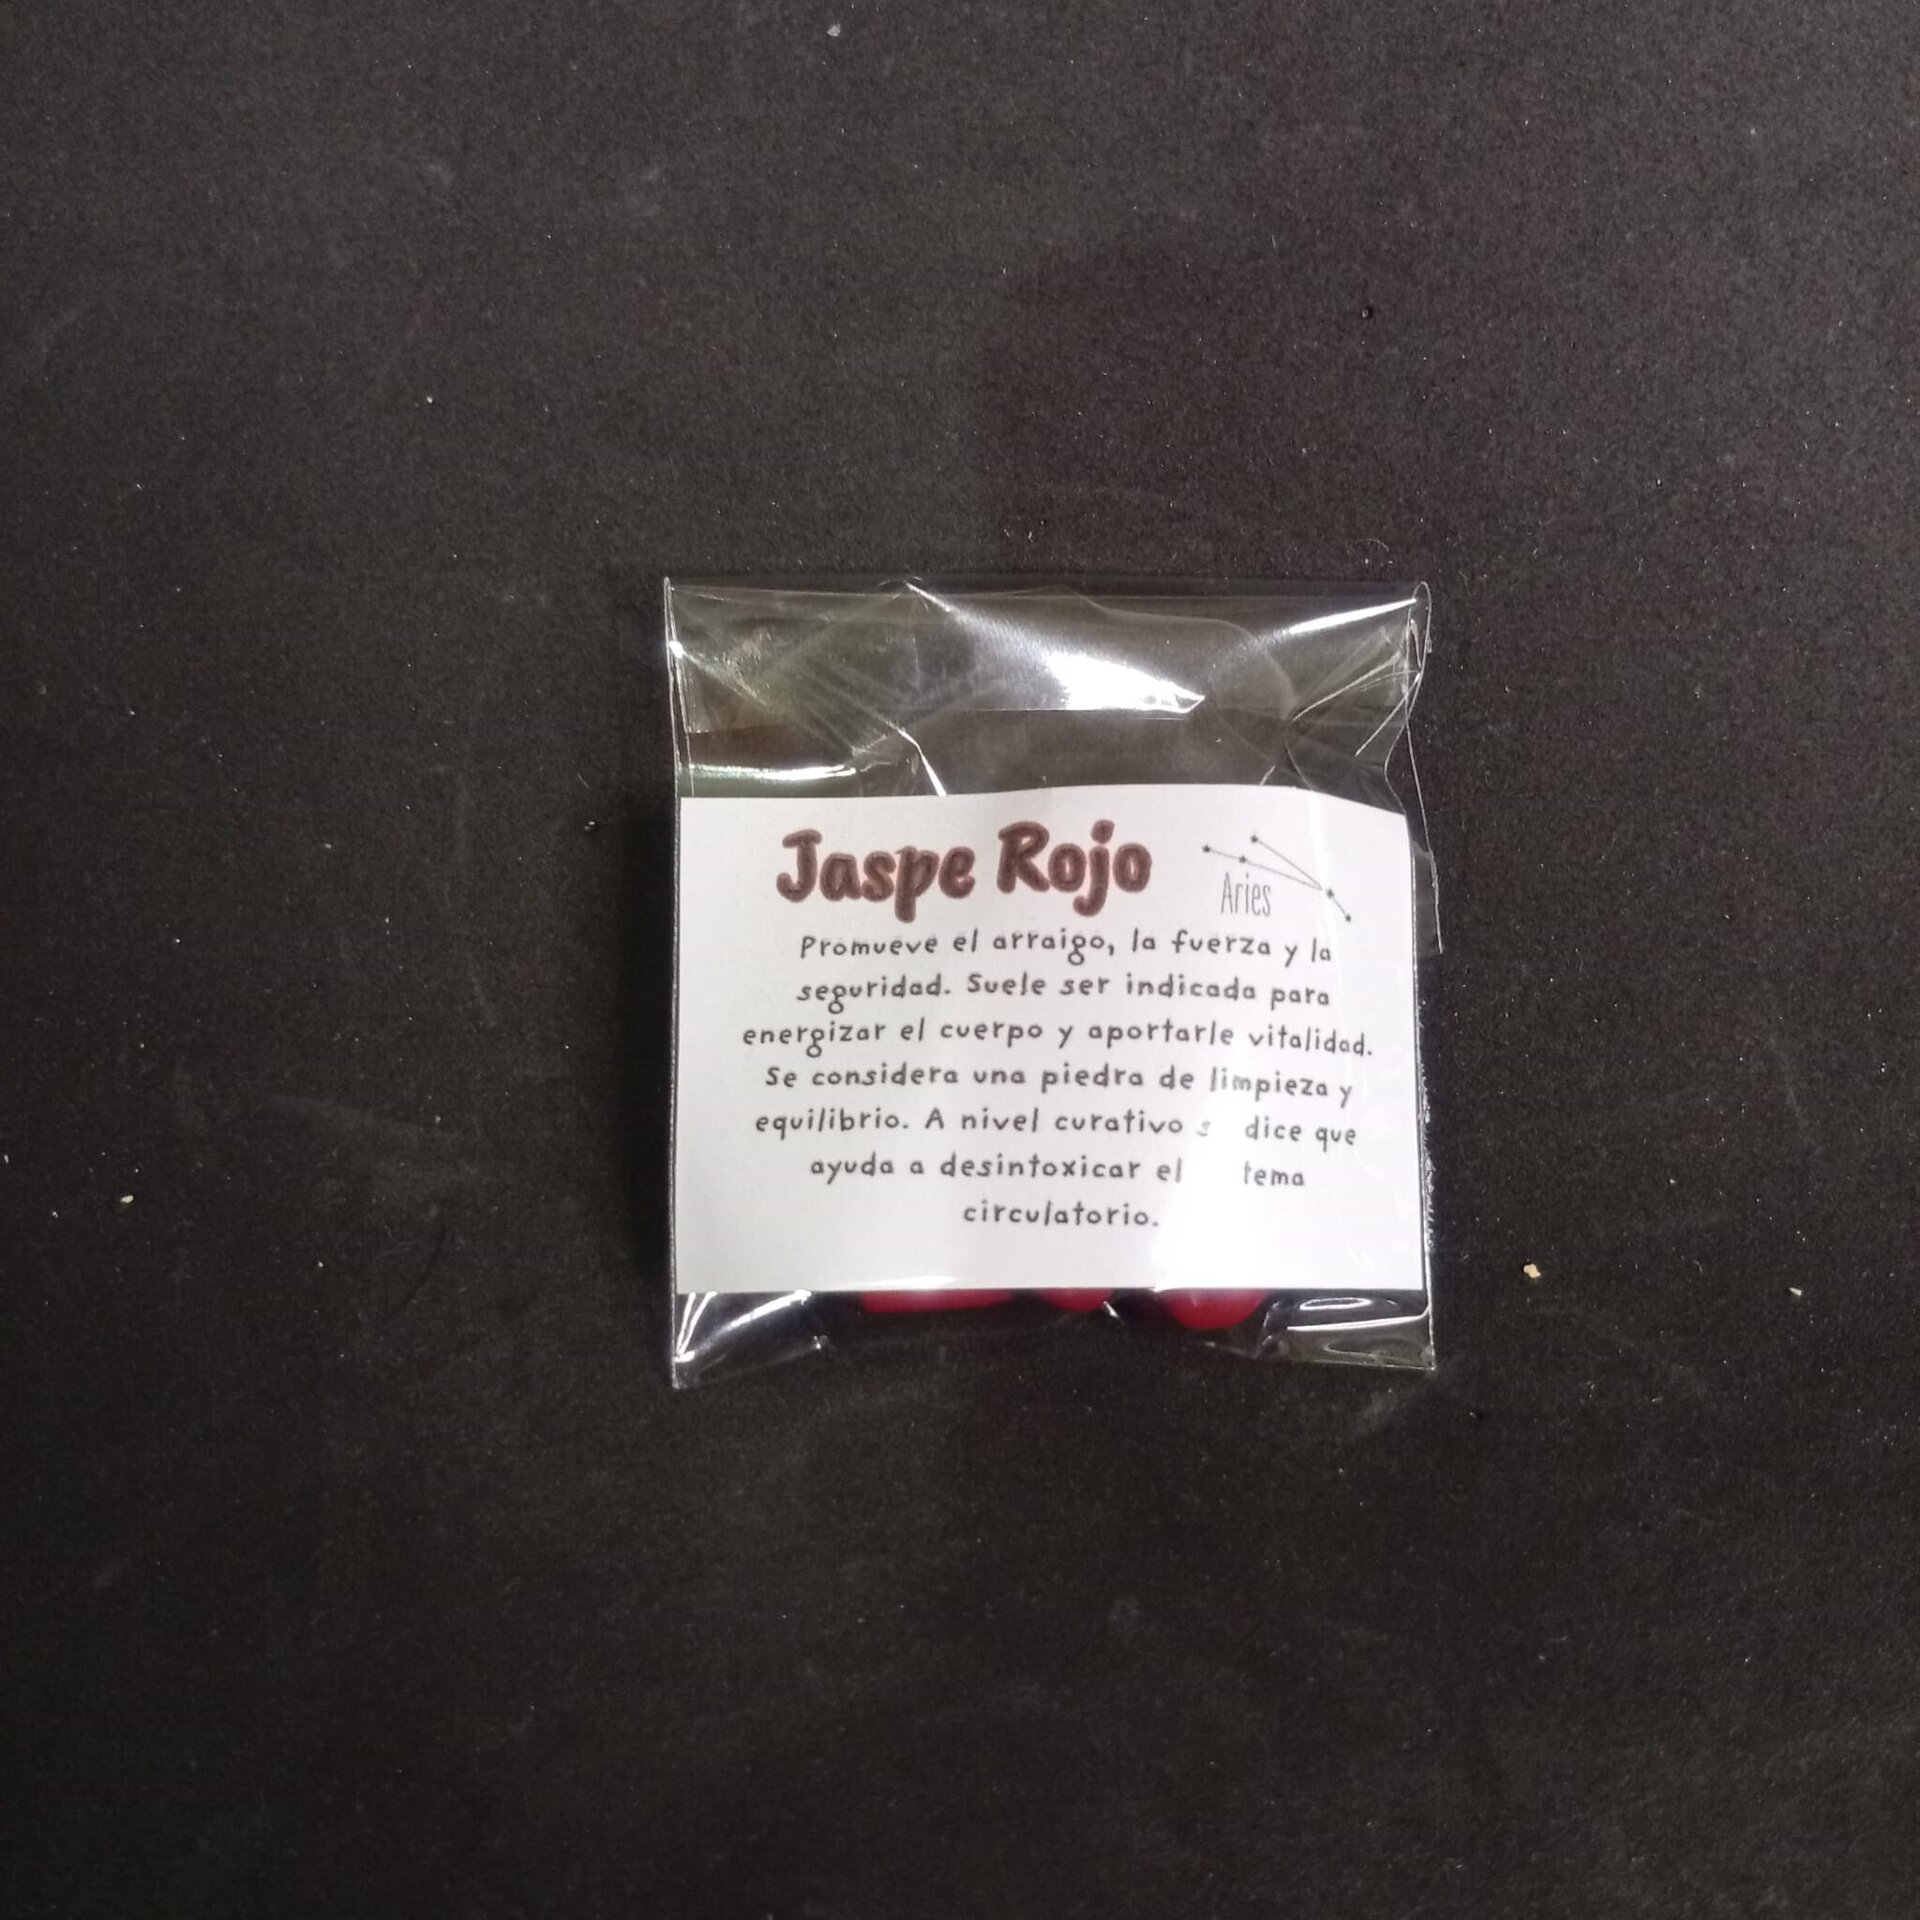 Jaspe Rojo
Aries
Promueve el arraigo, la fuerza y la
seguridad. Suele ser indicada para
energizar el cuerpo y aportarle vitalidad.
Se considera una piedra de limpieza y
equilibrio. A nivel curativo dice que
ayuda a desintoxicar el
circulatorio.